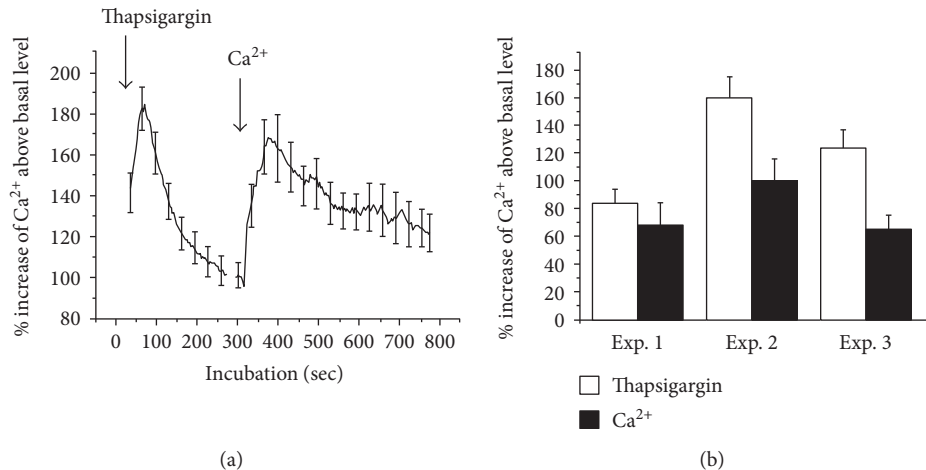 Thapsigargin
Ca²⁺
% increase of Ca²⁺ above basal level
200
180
160
140
120
100
80
0 100 200 300 400 500 600 700 800
Incubation (sec)
(a)
% increase of Ca²⁺ above basal level
180
160
140
120
100
80
60
40
20
0
Exp. 1 Exp. 2 Exp. 3
Thapsigargin
Ca²⁺
(b)